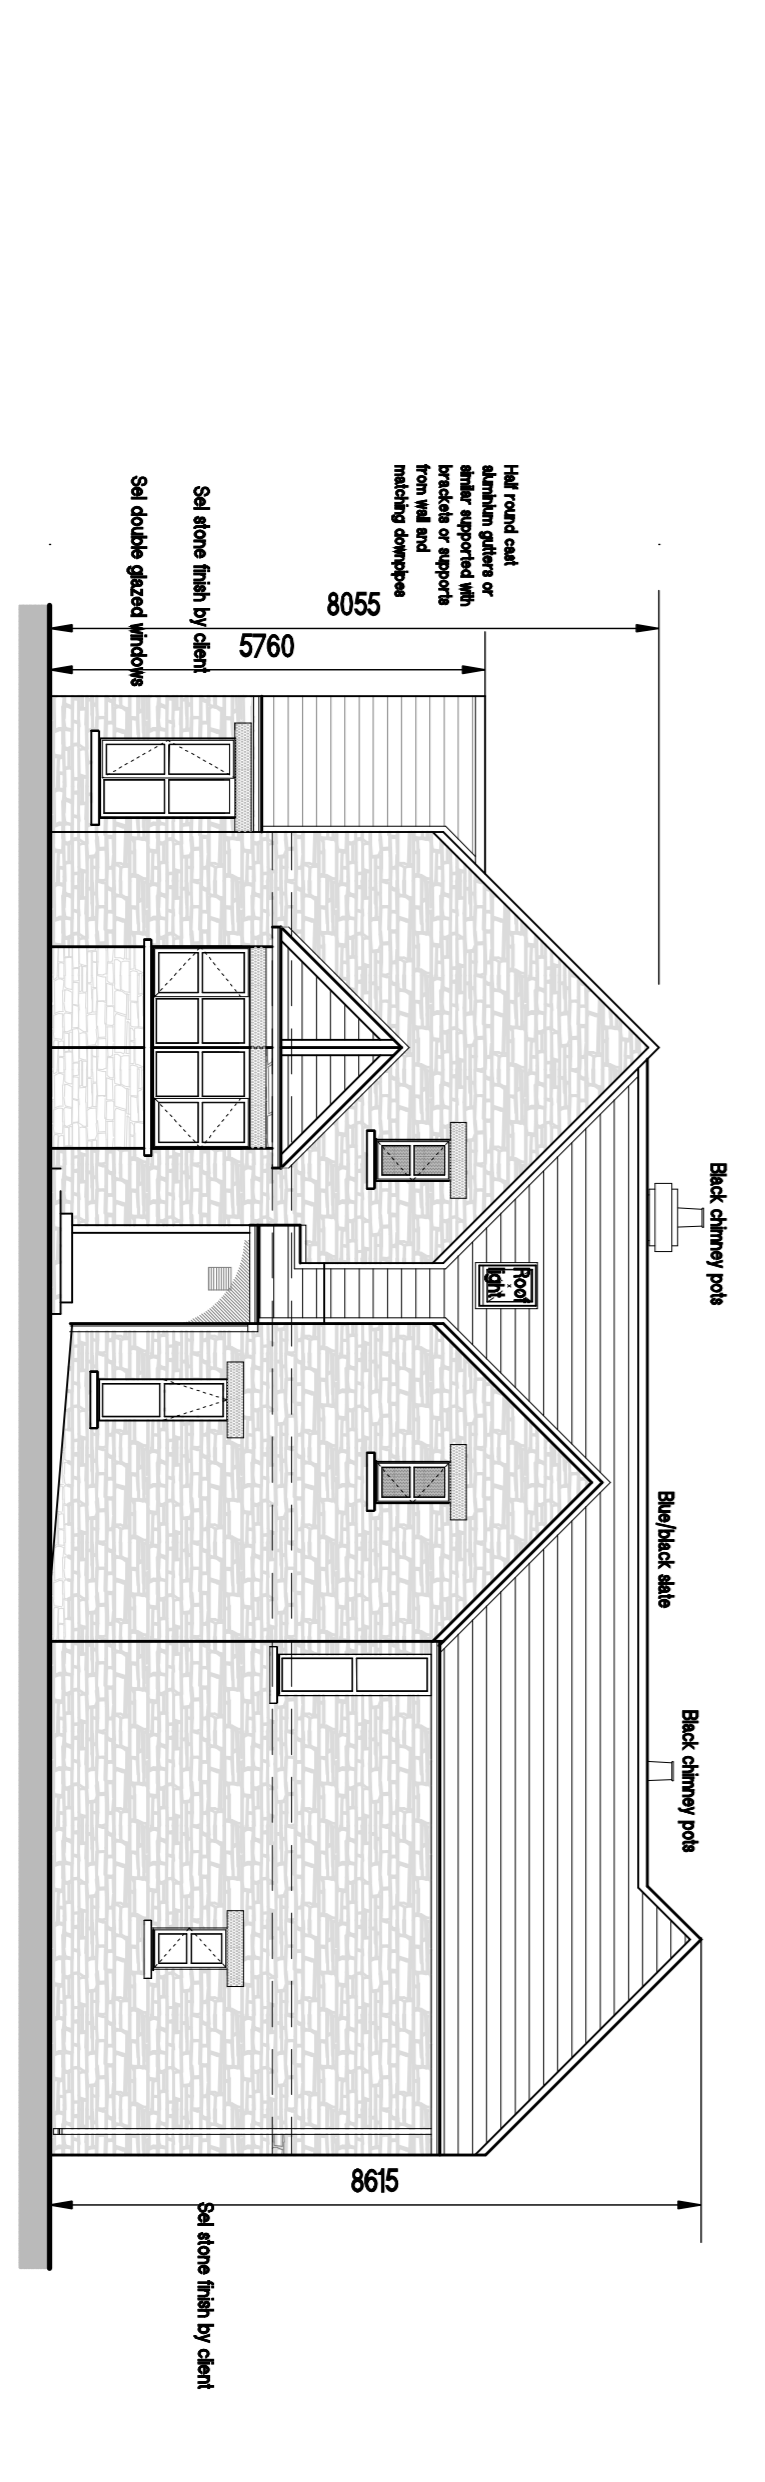 Half round cast
aluminium gutters or
similar supported with
brackets or supports
from wall and
matching downpipes
Sel stone finish by client
Sel double glazed windows
8055
5760
Black chimney pots
Roof
light
Blue/black slate
Black chimney pots
8615
Sel stone finish by client